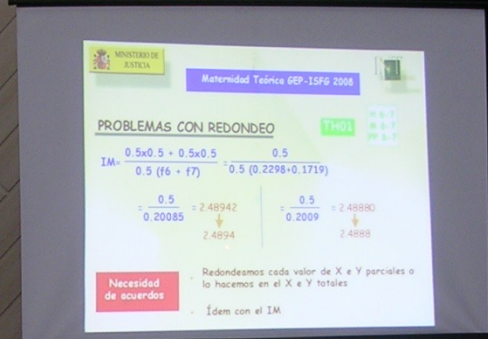 MINISTERIO DE JUSTICIA
Maternidad Teórica GEP-ISFG 2008
PROBLEMAS CON REDONDEO
TH01
IM= 0.5x0.5 + 0.5x0.5 / 0.5 (f6 + f7) = 0.5 / 0.5 (0.2298+0.1719)
= 0.5 / 0.20085 = 2.48942
2.4894
= 0.5 / 0.2009 = 2.48880
2.4888
Necesidad de acuerdos
Redondeamos cada valor de X e Y parciales o
lo hacemos en el X e Y totales
Ídem con el IM